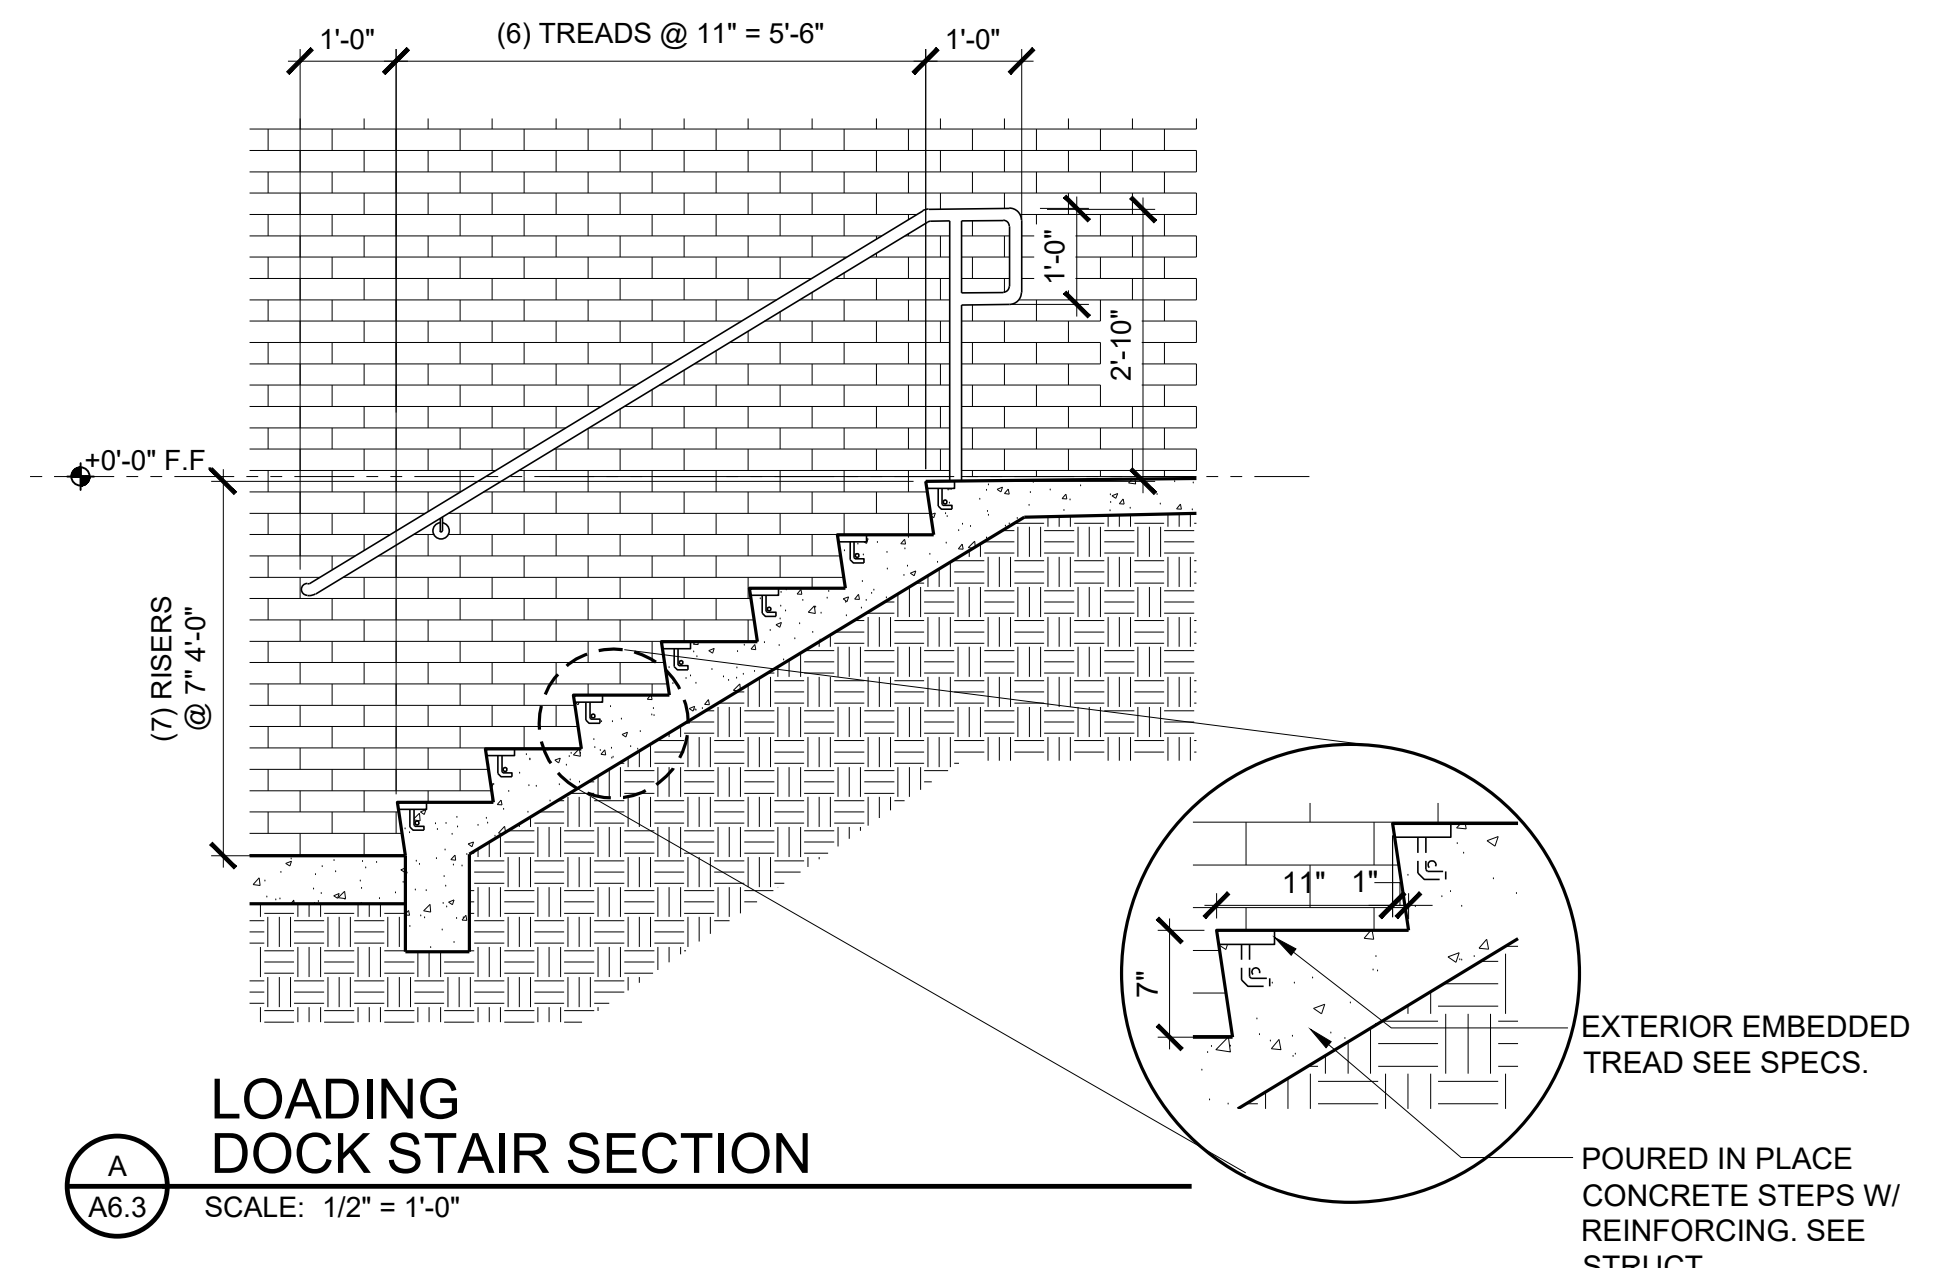 1'-0"
(6) TREADS @ 11" = 5'-6"
1'-0"
1'-0"
2'-10"
+0'-0" F.F
(7) RISERS
@ 7" 4'-0"
11"
1"
7"
EXTERIOR EMBEDDED
TREAD SEE SPECS.
POURED IN PLACE
CONCRETE STEPS W/
REINFORCING. SEE
STRUCT
LOADING
DOCK STAIR SECTION
A
A6.3
SCALE: 1/2" = 1'-0"